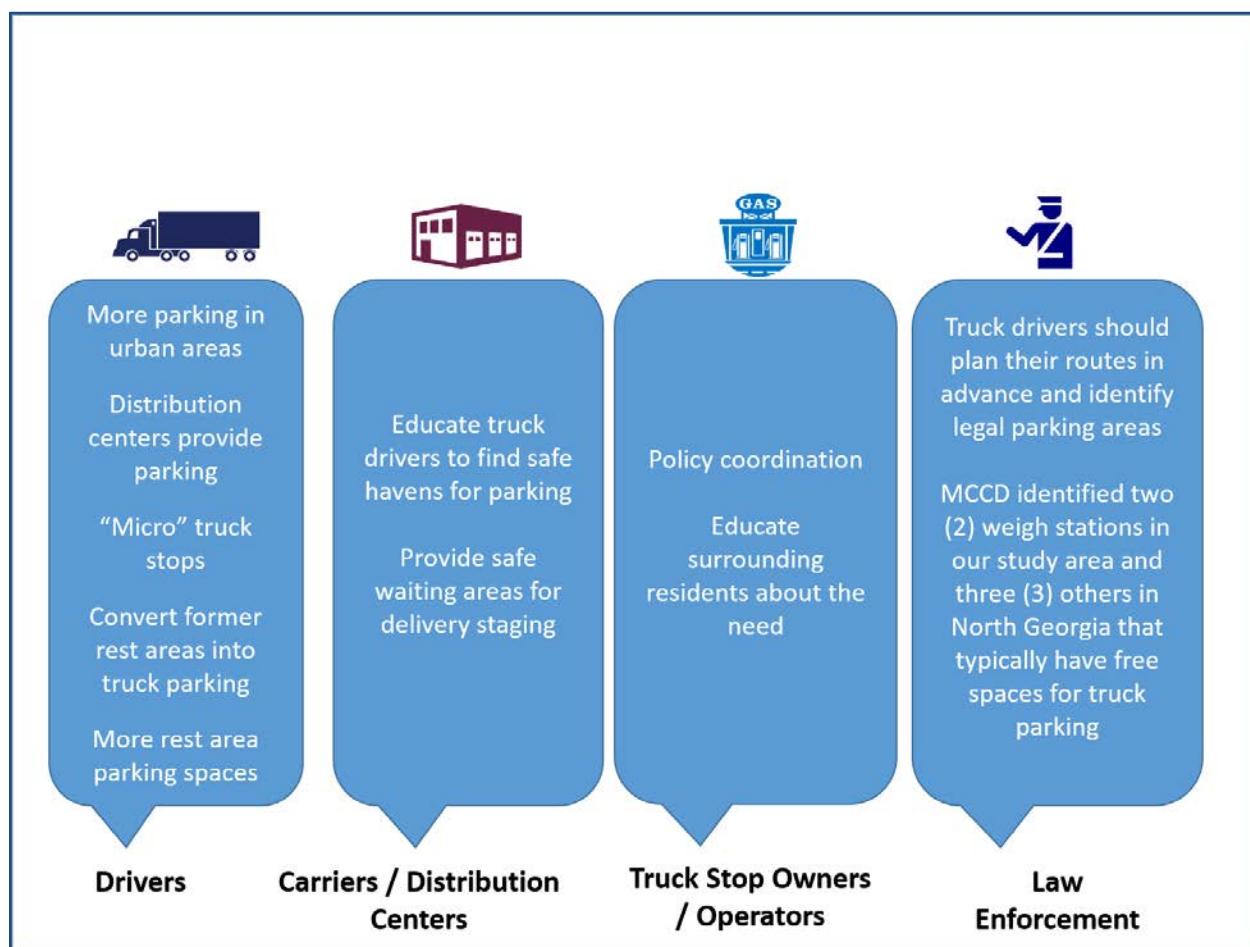 GAS
More parking in
urban areas
Distribution
centers provide
parking
“Micro” truck
stops
Convert former
rest areas into
truck parking
More rest area
parking spaces
Drivers
Educate truck
drivers to find safe
havens for parking
Provide safe
waiting areas for
delivery staging
Carriers / Distribution
Centers
Policy coordination
Educate
surrounding
residents about the
need
Truck Stop Owners
/ Operators
Truck drivers should
plan their routes in
advance and identify
legal parking areas
MCCD identified two
(2) weigh stations in
our study area and
three (3) others in
North Georgia that
typically have free
spaces for truck
parking
Law
Enforcement